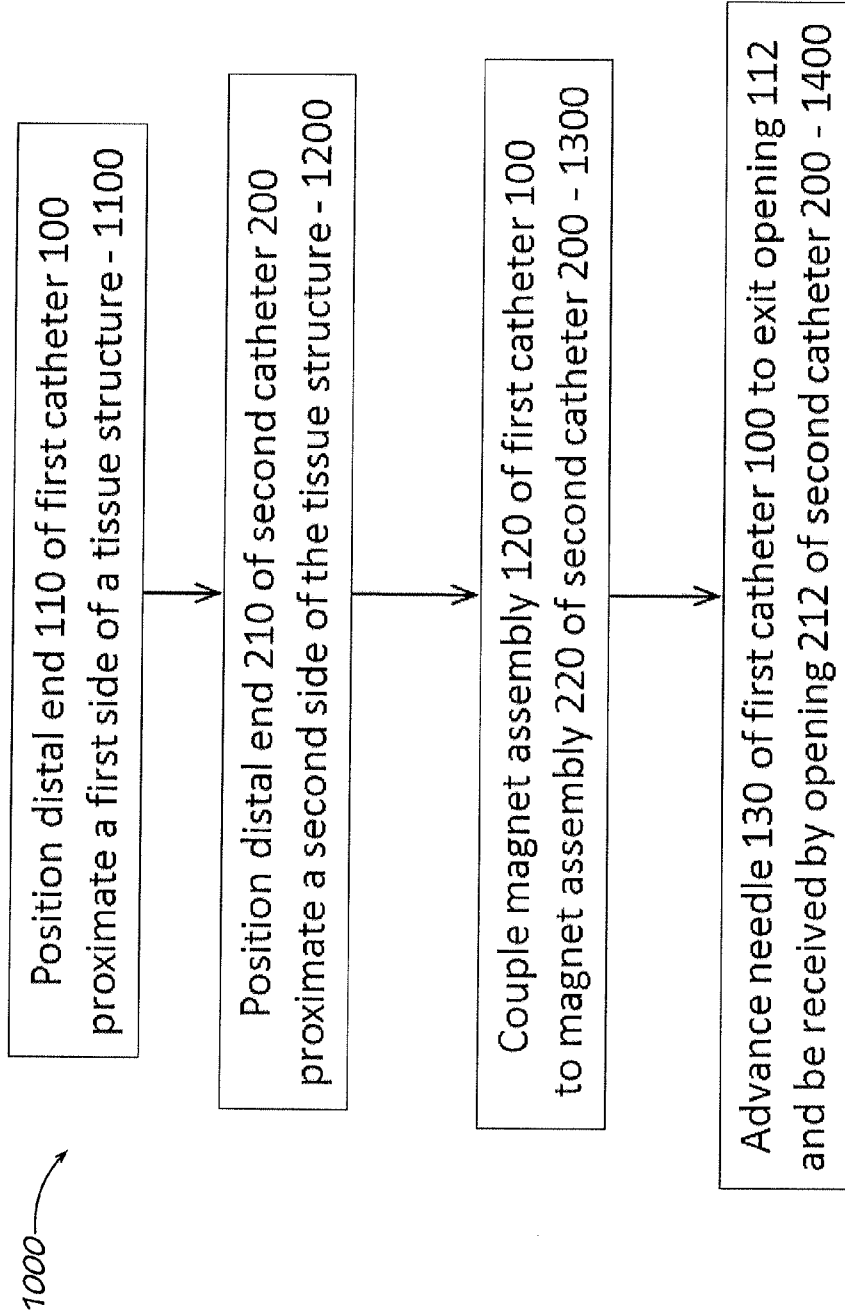 1000
Position distal end 110 of first catheter 100
proximate a first side of a tissue structure - 1100
Position distal end 210 of second catheter 200
proximate a second side of the tissue structure - 1200
Couple magnet assembly 120 of first catheter 100
to magnet assembly 220 of second catheter 200 - 1300
Advance needle 130 of first catheter 100 to exit opening 112
and be received by opening 212 of second catheter 200 - 1400